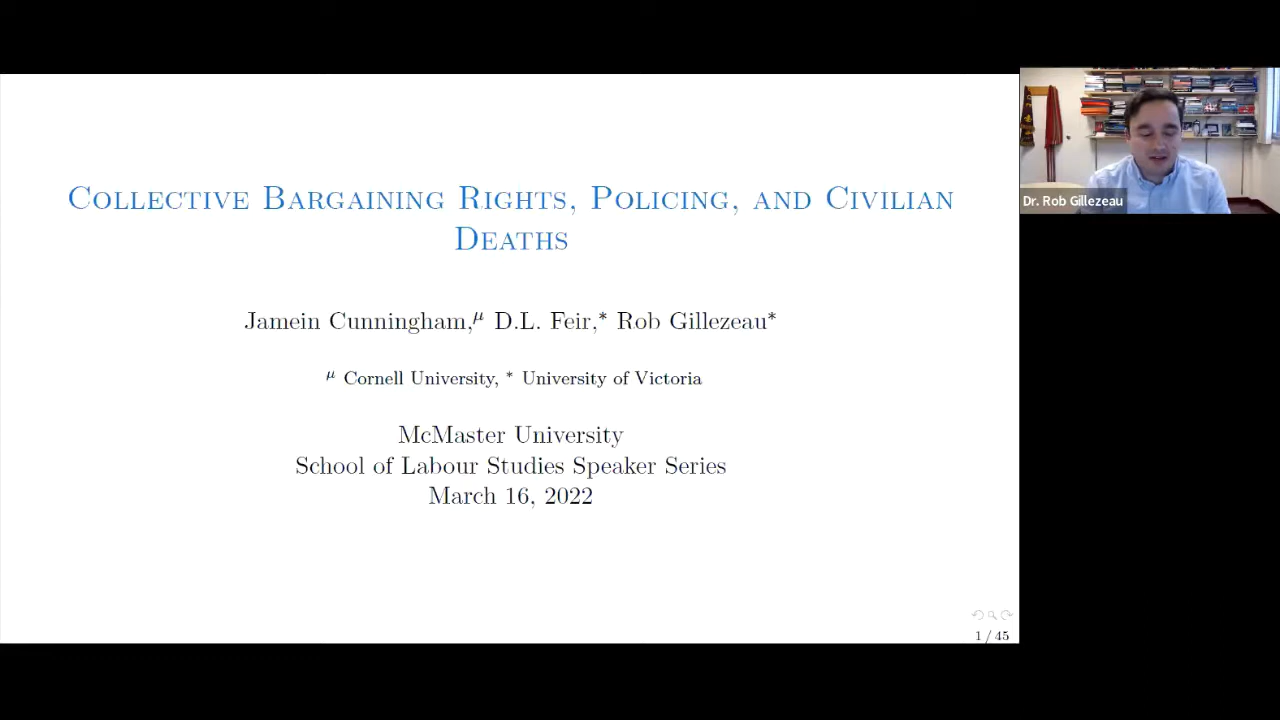 COLLECTIVE BARGAINING RIGHTS, POLICING, AND CIVILIAN
DEATHS
Jamein Cunningham,μ D.L. Feir,* Rob Gillezeau*
μ Cornell University, * University of Victoria
McMaster University
School of Labour Studies Speaker Series
March 16, 2022
1 / 45
Dr. Rob Gillezeau